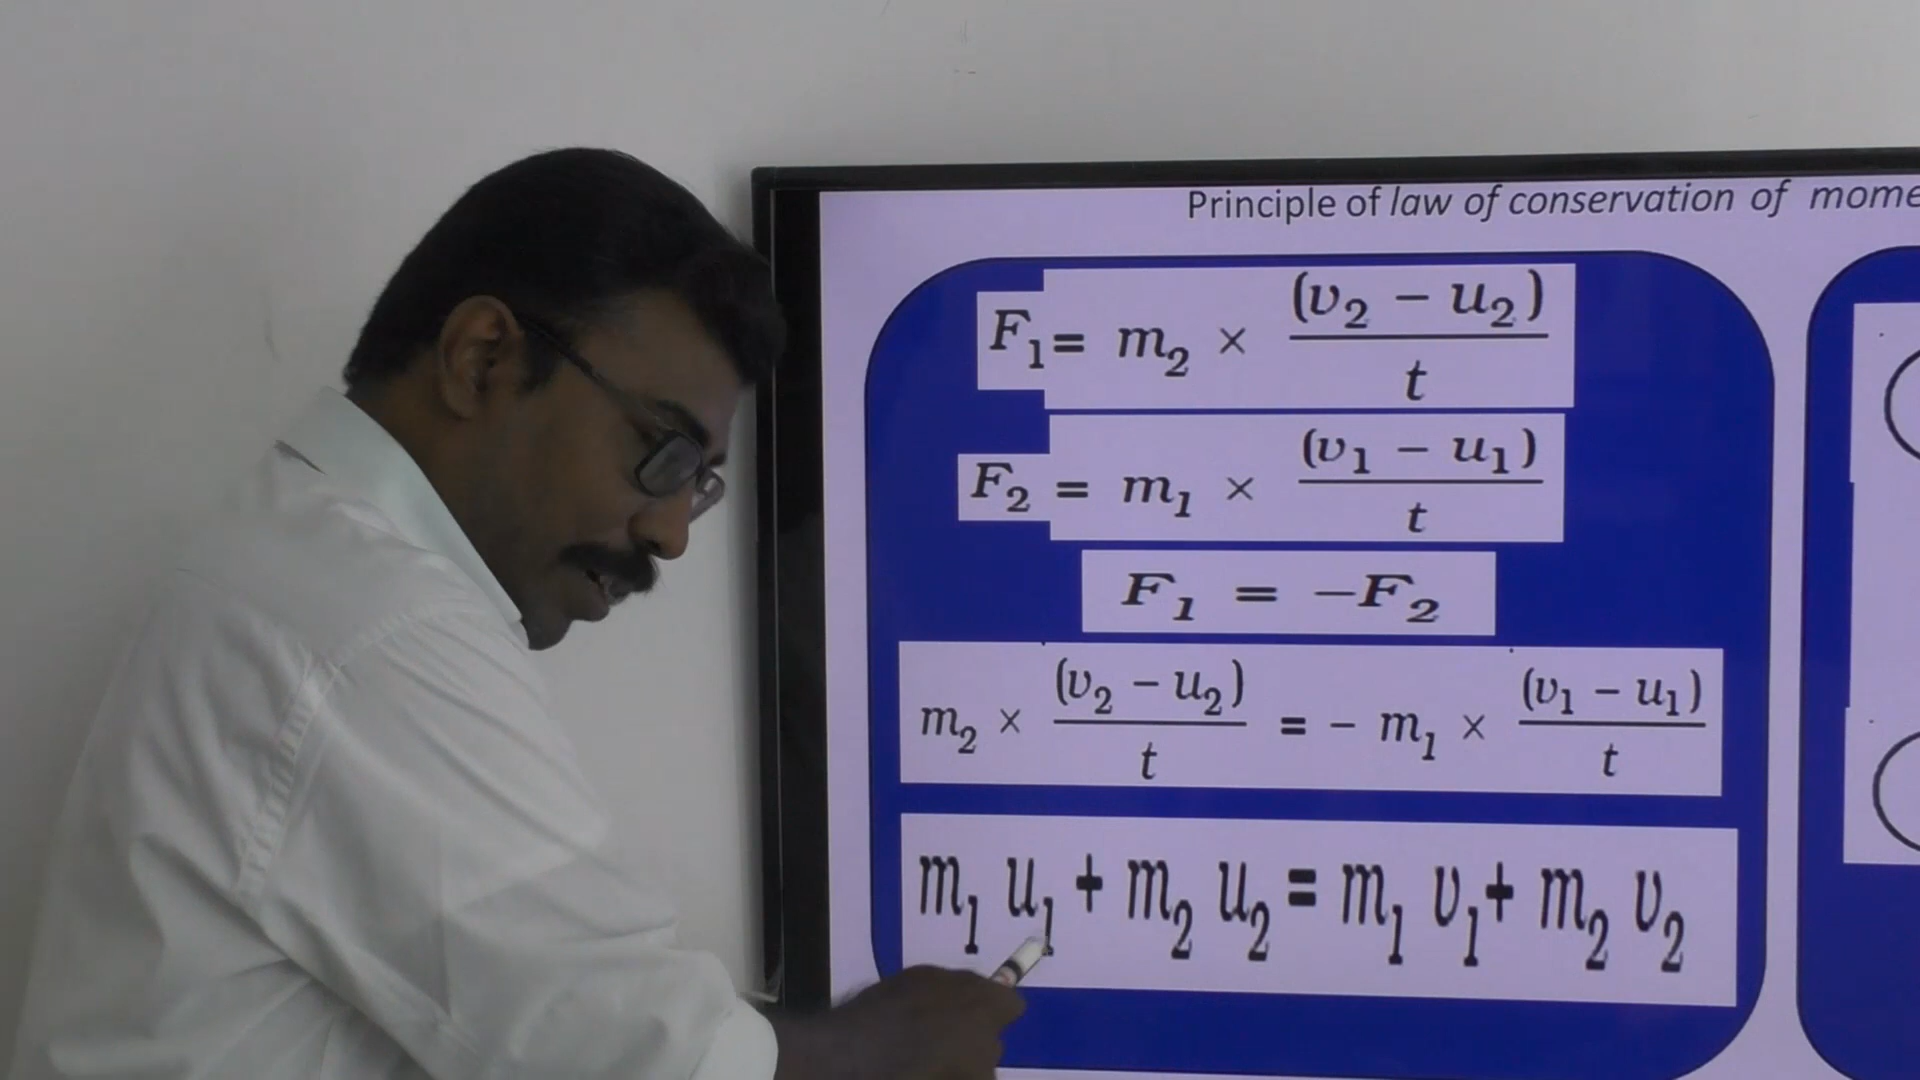 Principle of law of conservation of mome
F₁ = m₂ × (v₂ − u₂) / t
F₂ = m₁ × (v₁ − u₁) / t
F₁ = −F₂
m₂ × (v₂ − u₂) / t = − m₁ × (v₁ − u₁) / t
m₁ u₁ + m₂ u₂ = m₁ v₁ + m₂ v₂